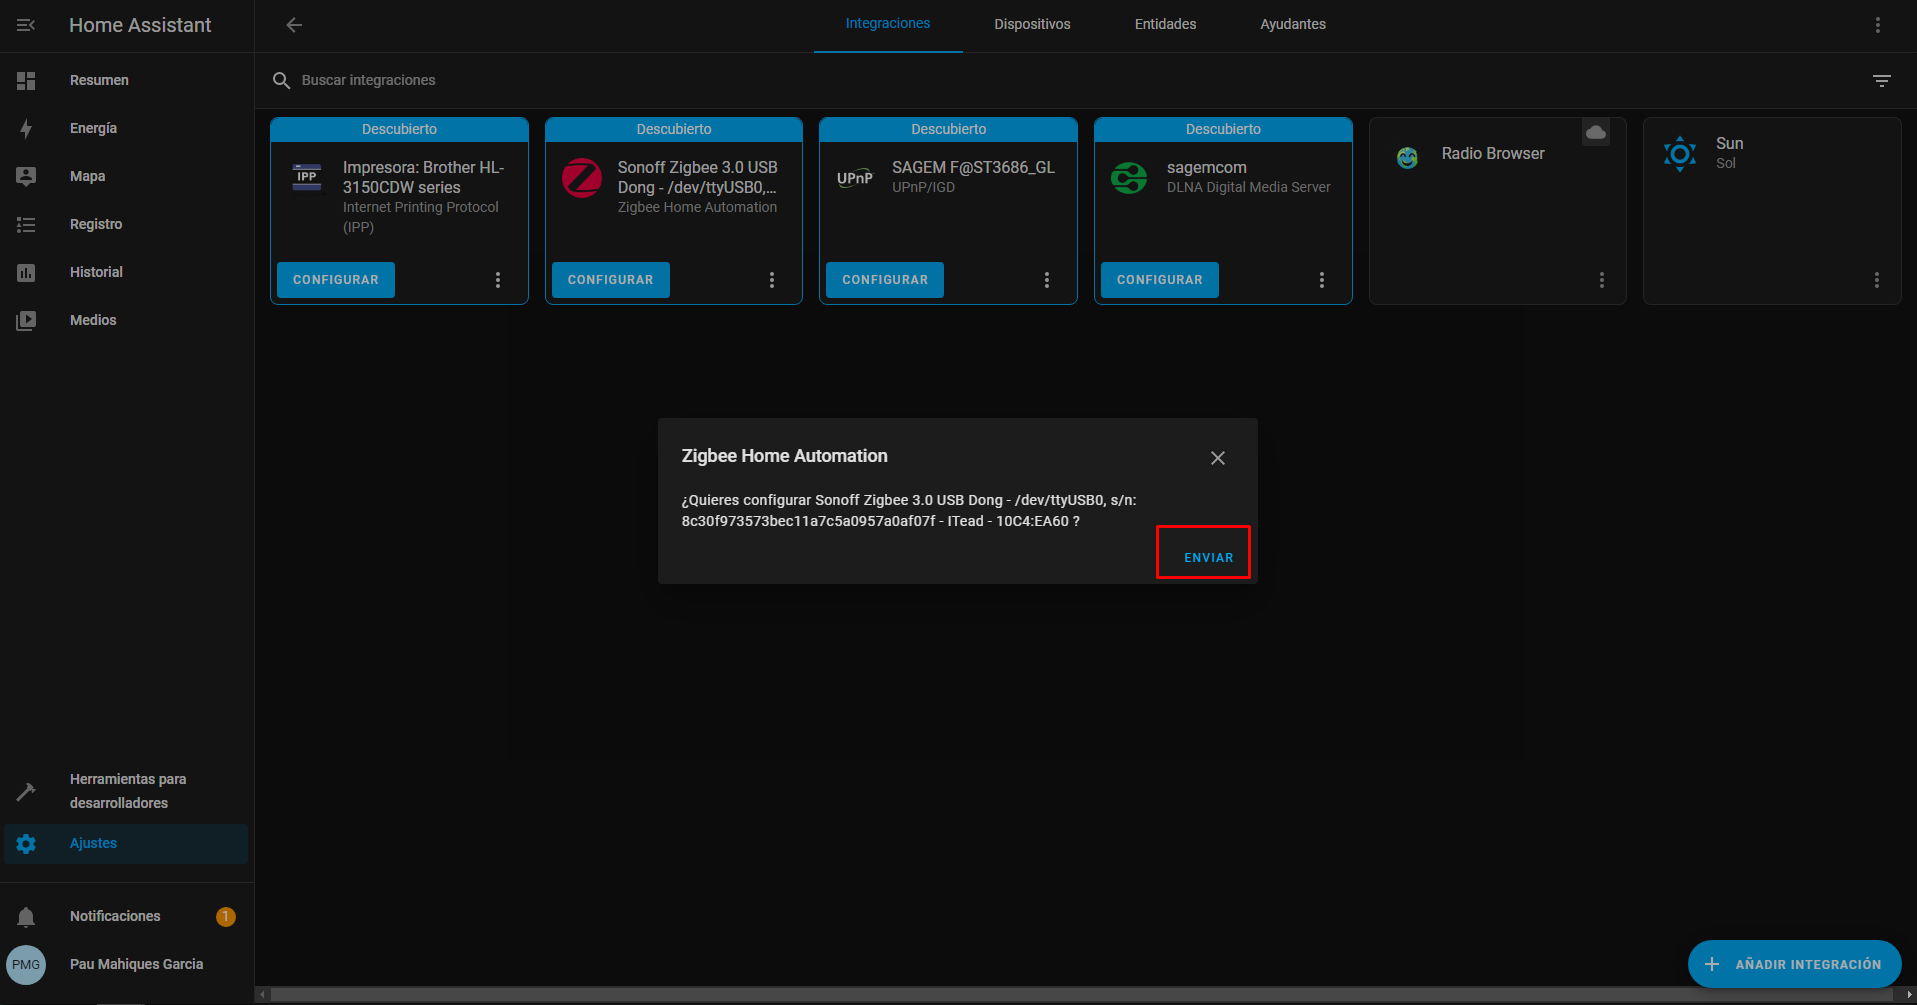 Home Assistant
Integraciones
Dispositivos
Entidades
Ayudantes
Resumen
Energía
Mapa
Registro
Historial
Medios
Buscar integraciones
Descubierto
IPP
Impresora: Brother HL-
3150CDW series
Internet Printing Protocol
(IPP)
CONFIGURAR
Descubierto
Sonoff Zigbee 3.0 USB
Dong - /dev/ttyUSB0,...
Zigbee Home Automation
CONFIGURAR
Descubierto
UPnP
SAGEM F@ST3686_GL
UPnP/IGD
CONFIGURAR
Descubierto
sagemcom
DLNA Digital Media Server
CONFIGURAR
Radio Browser
Sun
Sol
Zigbee Home Automation
¿Quieres configurar Sonoff Zigbee 3.0 USB Dong - /dev/ttyUSB0, s/n:
8c30f973573bec11a7c5a0957a0af07f - ITead - 10C4:EA60 ?
ENVIAR
Herramientas para
desarrolladores
Ajustes
Notificaciones
1
PMG
Pau Mahiques Garcia
AÑADIR INTEGRACIÓN